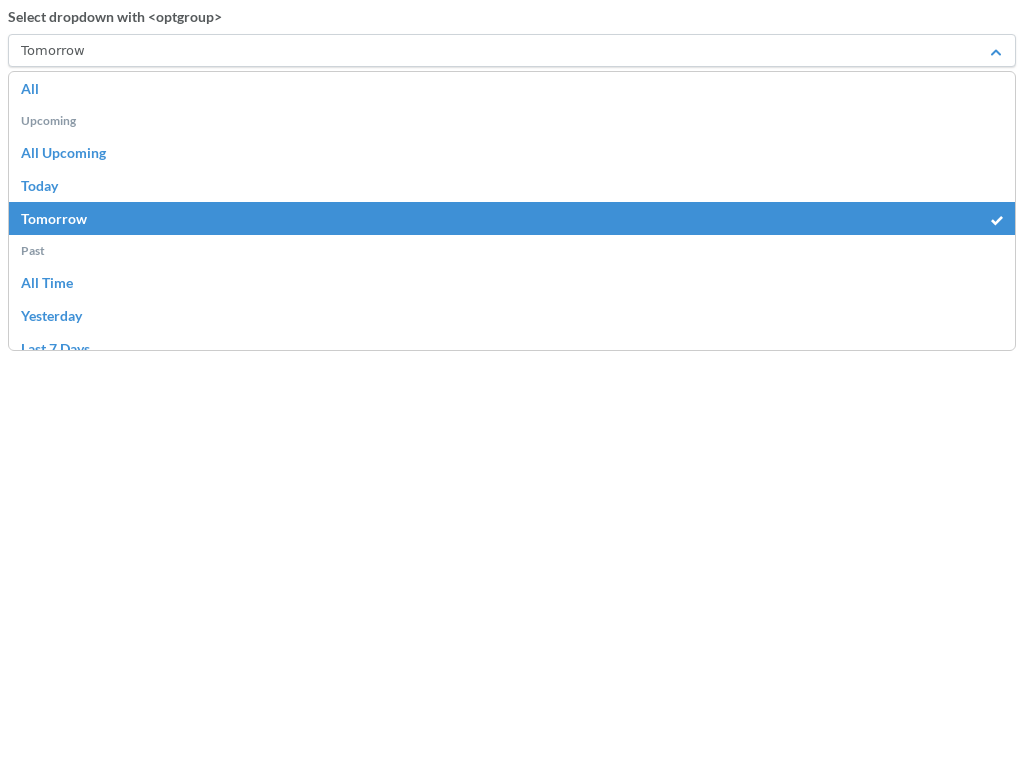 Select dropdown with <optgroup>
Tomorrow
All
Upcoming
All Upcoming
Today
Tomorrow
Past
All Time
Yesterday
Last 7 Days